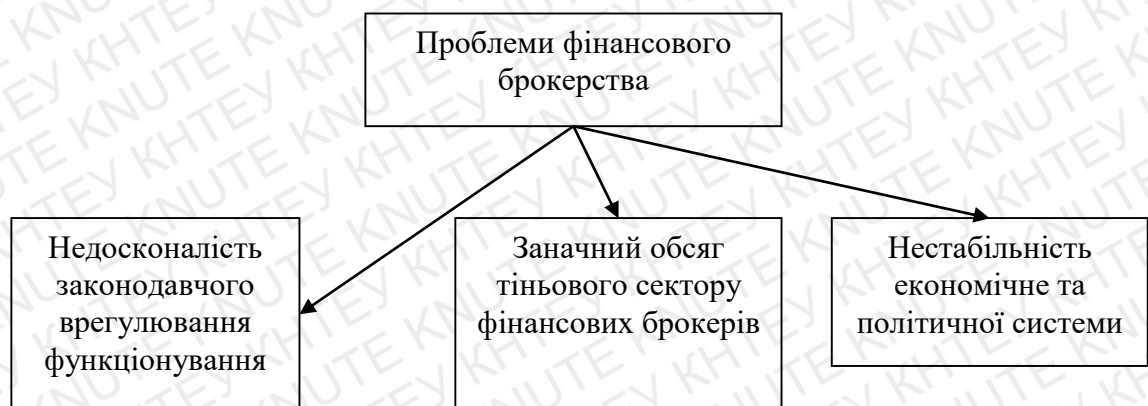 Проблеми фінансового
брокерства
Недосконалість
законодавчого
врегулювання
функціонування
Заначний обсяг
тіньового сектору
фінансових брокерів
Нестабільність
економічне та
політичної системи